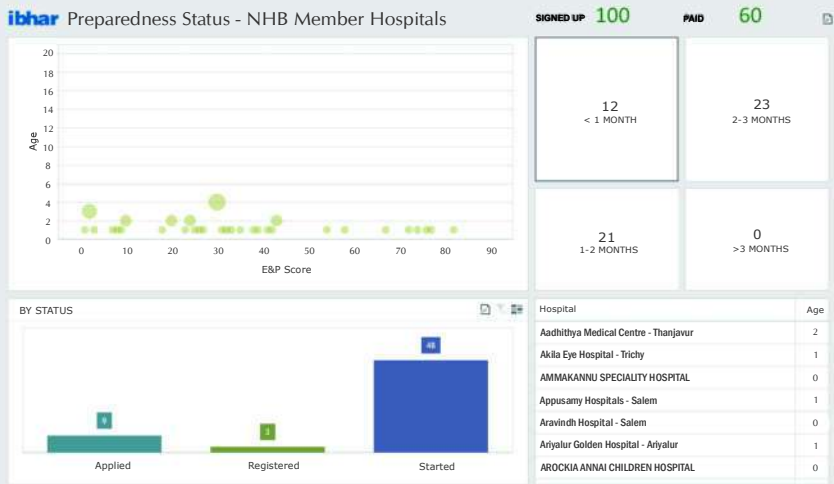 ibhar Preparedness Status - NHB Member Hospitals
SIGNED UP 100
PAID 60
20
18
16
14
12
10
8
6
4
2
0
Age
0 10 20 30 40 50 60 70 80 90
E&P Score
12
< 1 MONTH
23
2-3 MONTHS
21
1-2 MONTHS
0
>3 MONTHS
BY STATUS
48
Applied Registered Started
Hospital Age
Aadhithya Medical Centre - Thanjavur 2
Akila Eye Hospital - Trichy 1
AMMAKANNU SPECIALITY HOSPITAL 0
Appusamy Hospitals - Salem 1
Aravindh Hospital - Salem 0
Ariyalur Golden Hospital - Ariyalur 1
AROCKIA ANNAI CHILDREN HOSPITAL 0